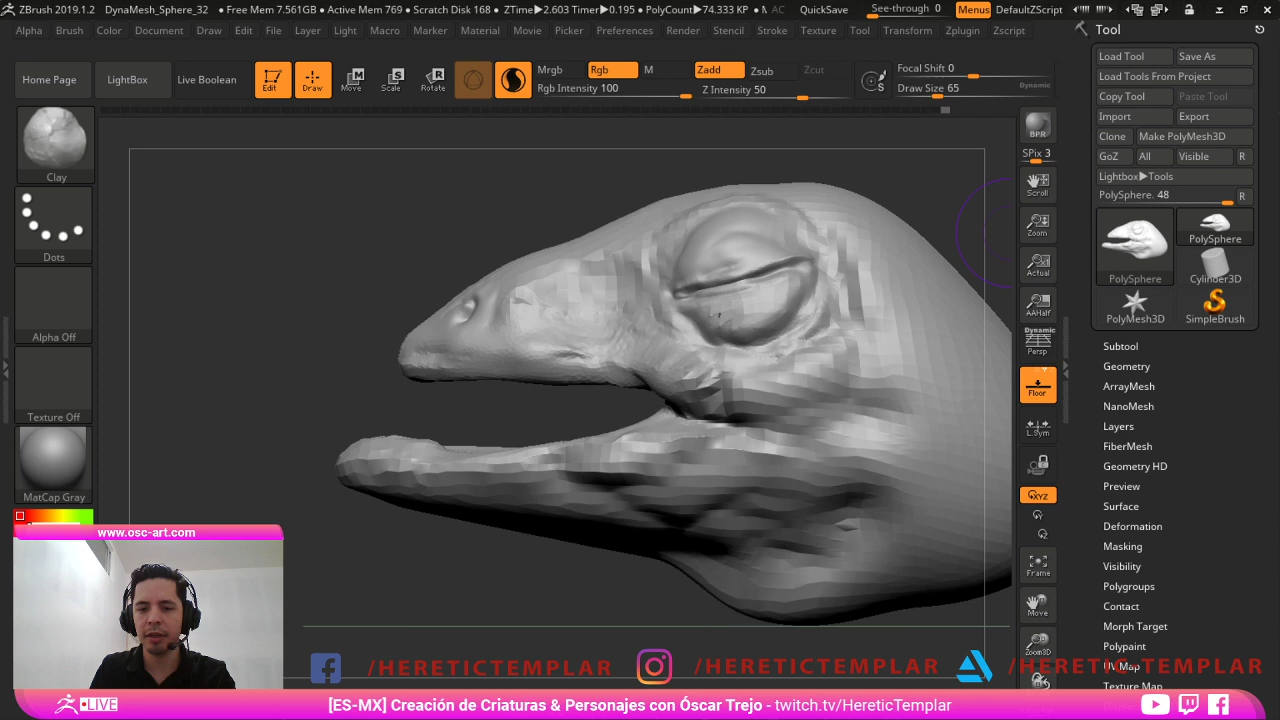 ZBrush 2019.1.2 DynaMesh_Sphere_32 • Free Mem 7.561GB • Active Mem 769 • Scratch Disk 168 • ZTime▶2.603 Timer▶0.195 • PolyCount▶74.333 KP • M AC QuickSave See-through 0 Menus DefaultZScript
Alpha Brush Color Document Draw Edit File Layer Light Macro Marker Material Movie Picker Preferences Render Stencil Stroke Texture Tool Transform Zplugin Zscript
Home Page LightBox Live Boolean Edit Draw Move Scale Rotate
Mrgb Rgb M Zadd Zsub Zcut
Rgb Intensity 100 Z Intensity 50
Focal Shift 0
Draw Size 65 Dynamic
Clay
Dots
Alpha Off
Texture Off
MatCap Gray
BPR
SPix 3
Scroll
Zoom
Actual
AAHalf
Dynamic
Persp
Floor
L.Sym
XYZ
Frame
Move
Zoom3D
Tool
Load Tool Save As
Load Tools From Project
Copy Tool Paste Tool
Import Export
Clone Make PolyMesh3D
GoZ All Visible R
Lightbox▶Tools
PolySphere. 48 R
PolySphere PolySphere
Cylinder3D
PolyMesh3D SimpleBrush
Subtool
Geometry
ArrayMesh
NanoMesh
Layers
FiberMesh
Geometry HD
Preview
Surface
Deformation
Masking
Visibility
Polygroups
Contact
Morph Target
Polypaint
UV Map
Texture Map
www.osc-art.com
/HERETICTEMPLAR /HERETICTEMPLAR /HERETIC-TEMPLAR
LIVE [ES-MX] Creación de Criaturas & Personajes con Óscar Trejo - twitch.tv/HereticTemplar